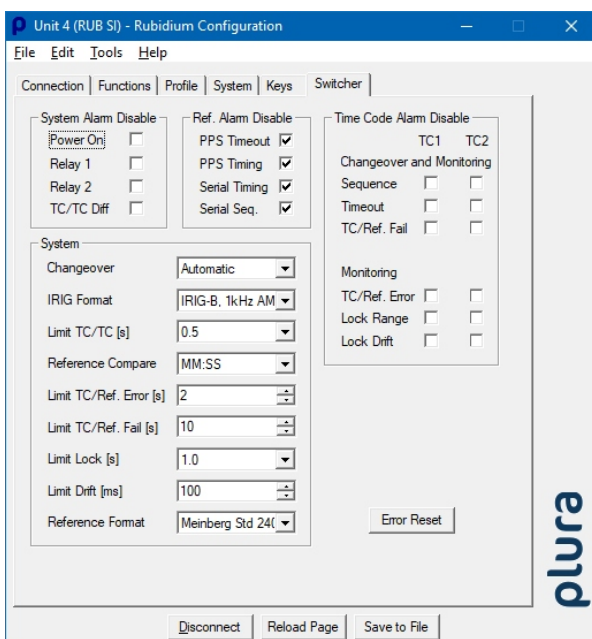 Unit 4 (RUB SI) - Rubidium Configuration
File Edit Tools Help
Connection Functions Profile System Keys Switcher
System Alarm Disable
Power On
Relay 1
Relay 2
TC/TC Diff
Ref. Alarm Disable
PPS Timeout
PPS Timing
Serial Timing
Serial Seq.
Time Code Alarm Disable
TC1 TC2
Changeover and Monitoring
Sequence
Timeout
TC/Ref. Fail
Monitoring
TC/Ref. Error
Lock Range
Lock Drift
System
Changeover Automatic
IRIG Format IRIG-B, 1kHz AM
Limit TC/TC [s] 0.5
Reference Compare MM:SS
Limit TC/Ref. Error [s] 2
Limit TC/Ref. Fail [s] 10
Limit Lock [s] 1.0
Limit Drift [ms] 100
Reference Format Meinberg Std 240
Error Reset
plura
Disconnect Reload Page Save to File